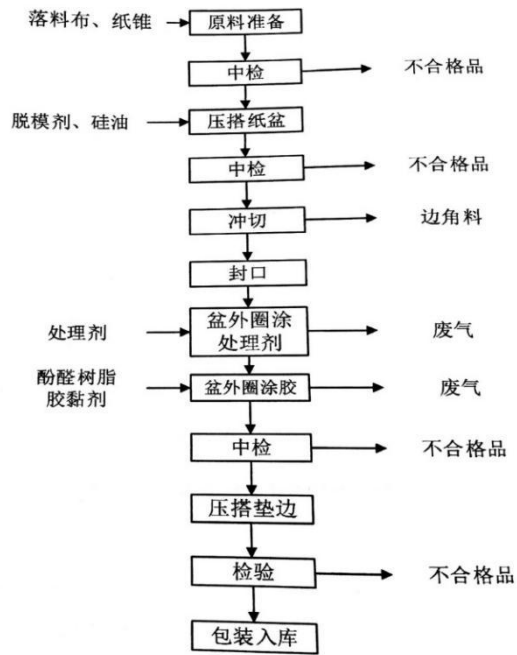 落料布、纸锥
原料准备
中检
不合格品
脱模剂、硅油
压搭纸盆
中检
不合格品
冲切
边角料
封口
处理剂
盆外圈涂
处理剂
废气
酚醛树脂
胶黏剂
盆外圈涂胶
废气
中检
不合格品
压搭垫边
检验
不合格品
包装入库